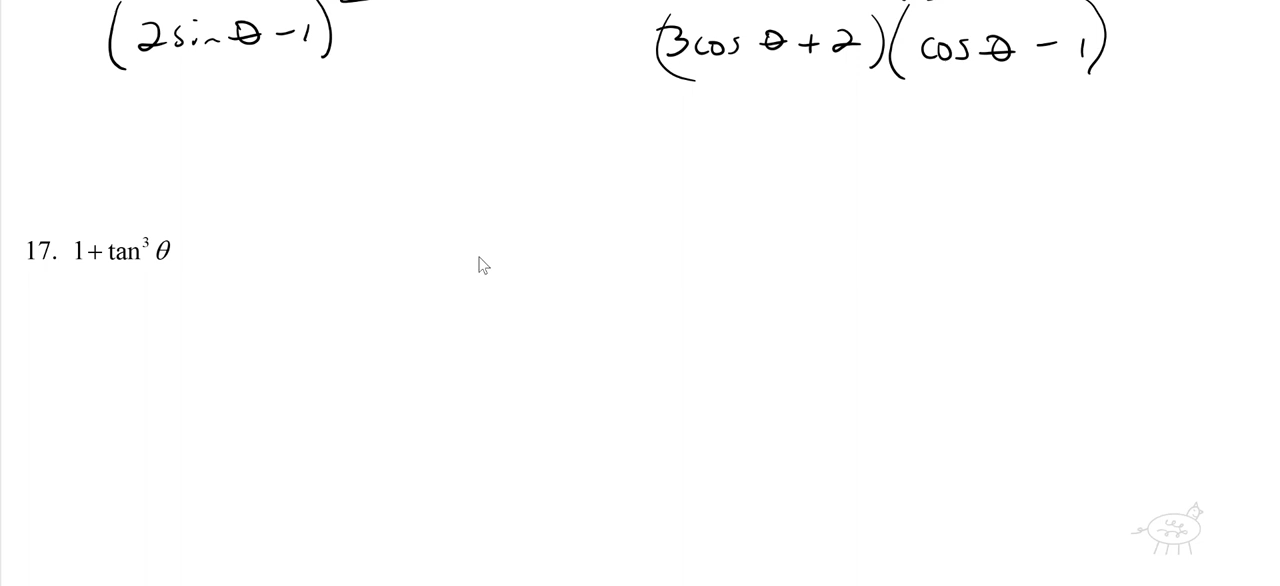 (2sin θ - 1)
(3cos θ + 2)(cos θ - 1)
17. 1 + tan³ θ